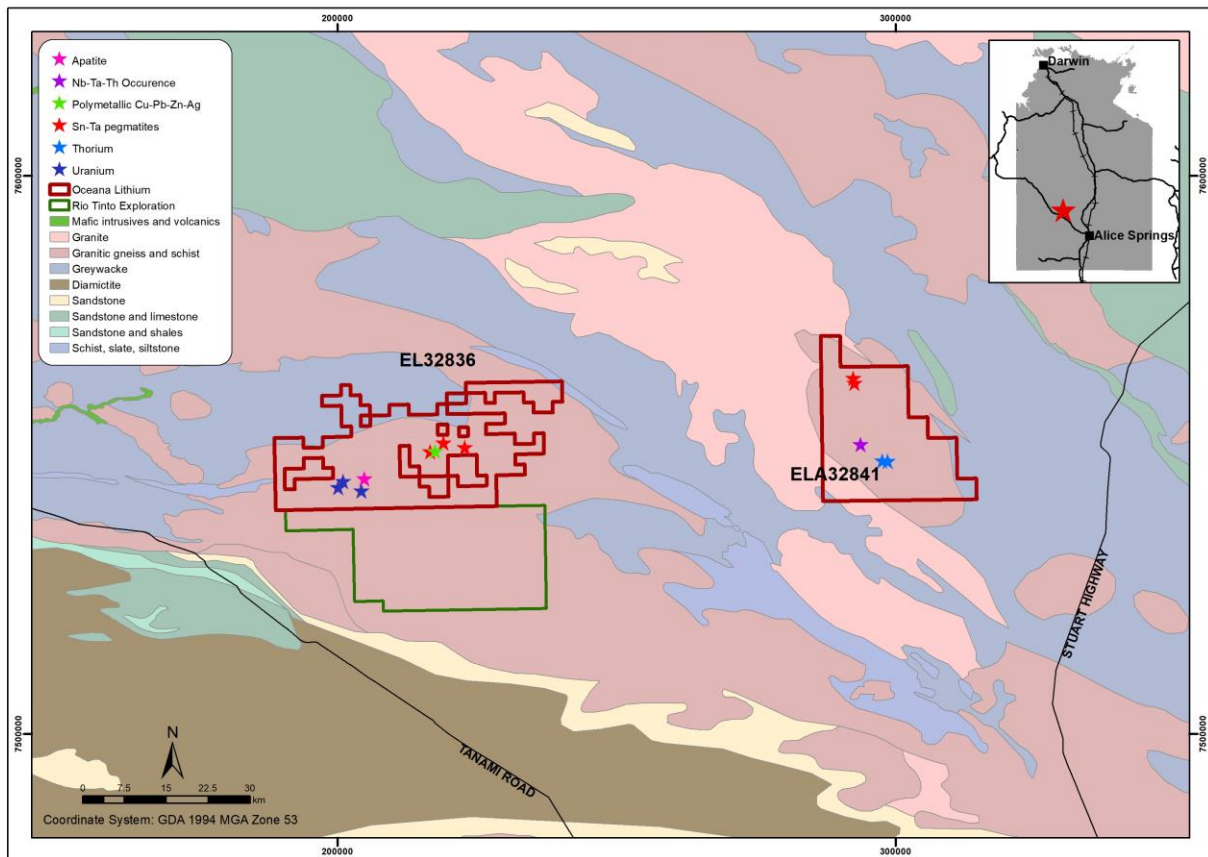 200000
300000
Apatite
Nb-Ta-Th Occurence
Polymetallic Cu-Pb-Zn-Ag
Sn-Ta pegmatites
Thorium
Uranium
Oceana Lithium
Rio Tinto Exploration
Mafic intrusives and volcanics
Granite
Granitic gneiss and schist
Greywacke
Diamictite
Sandstone
Sandstone and limestone
Sandstone and shales
Schist, slate, siltstone
Darwin
Alice Springs
7600000
7600000
EL32836
ELA32841
STUART HIGHWAY
TANAMI ROAD
7500000
7500000
N
0 7.5 15 22.5 30
km
Coordinate System: GDA 1994 MGA Zone 53
200000
300000